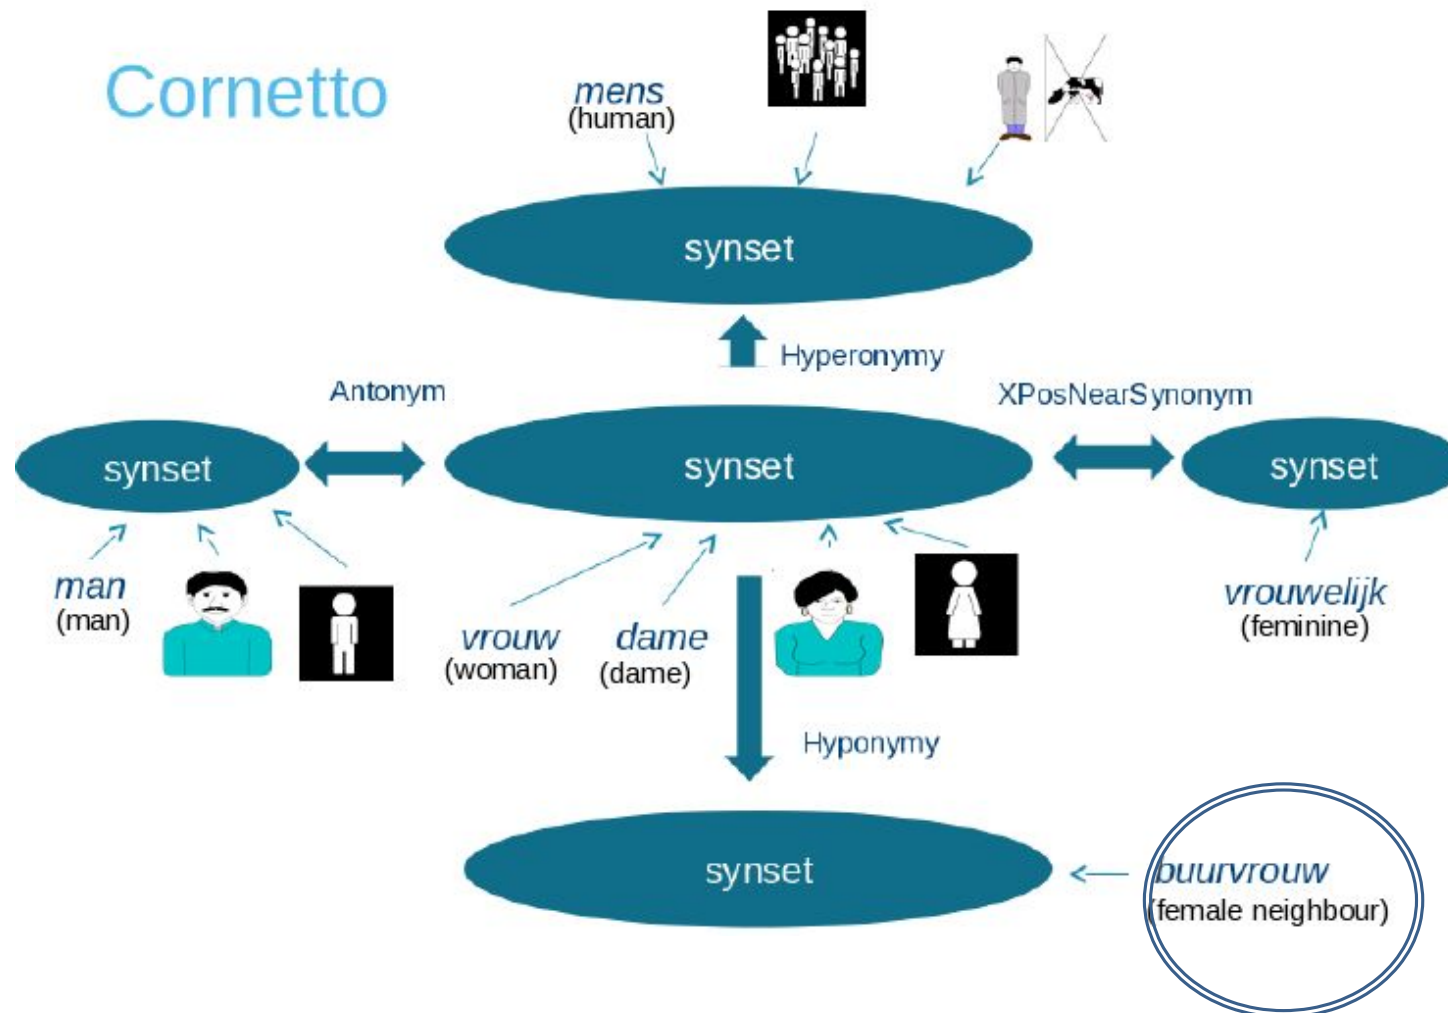 Cornetto
mens
(human)
synset
Hyperonymy
Antonym
XPosNearSynonym
synset
synset
synset
man
(man)
vrouw
(woman)
dame
(dame)
vrouwelijk
(feminine)
Hyponymy
synset
buurvrouw
(female neighbour)